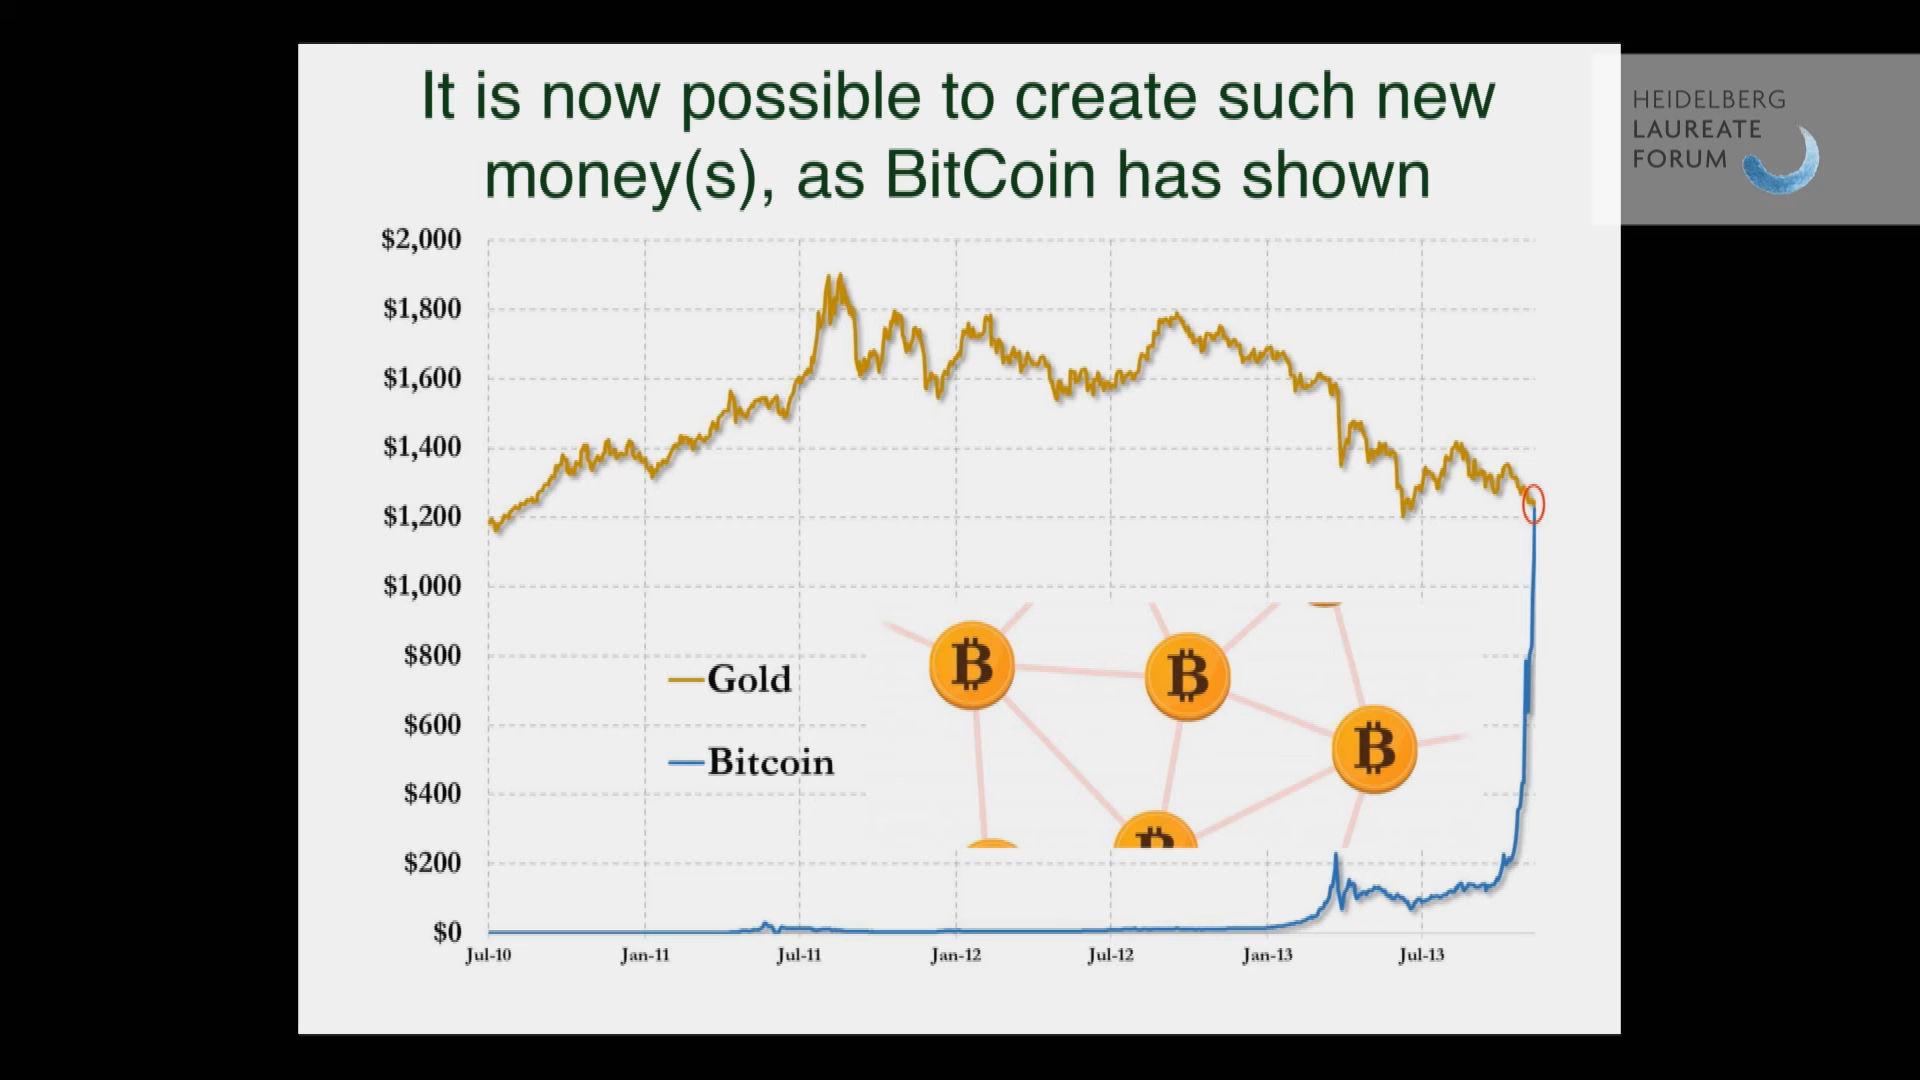 It is now possible to create such new
money(s), as BitCoin has shown
HEIDELBERG
LAUREATE
FORUM
$2,000
$1,800
$1,600
$1,400
$1,200
$1,000
$800
$600
$400
$200
$0
Gold
Bitcoin
Jul-10 Jan-11 Jul-11 Jan-12 Jul-12 Jan-13 Jul-13